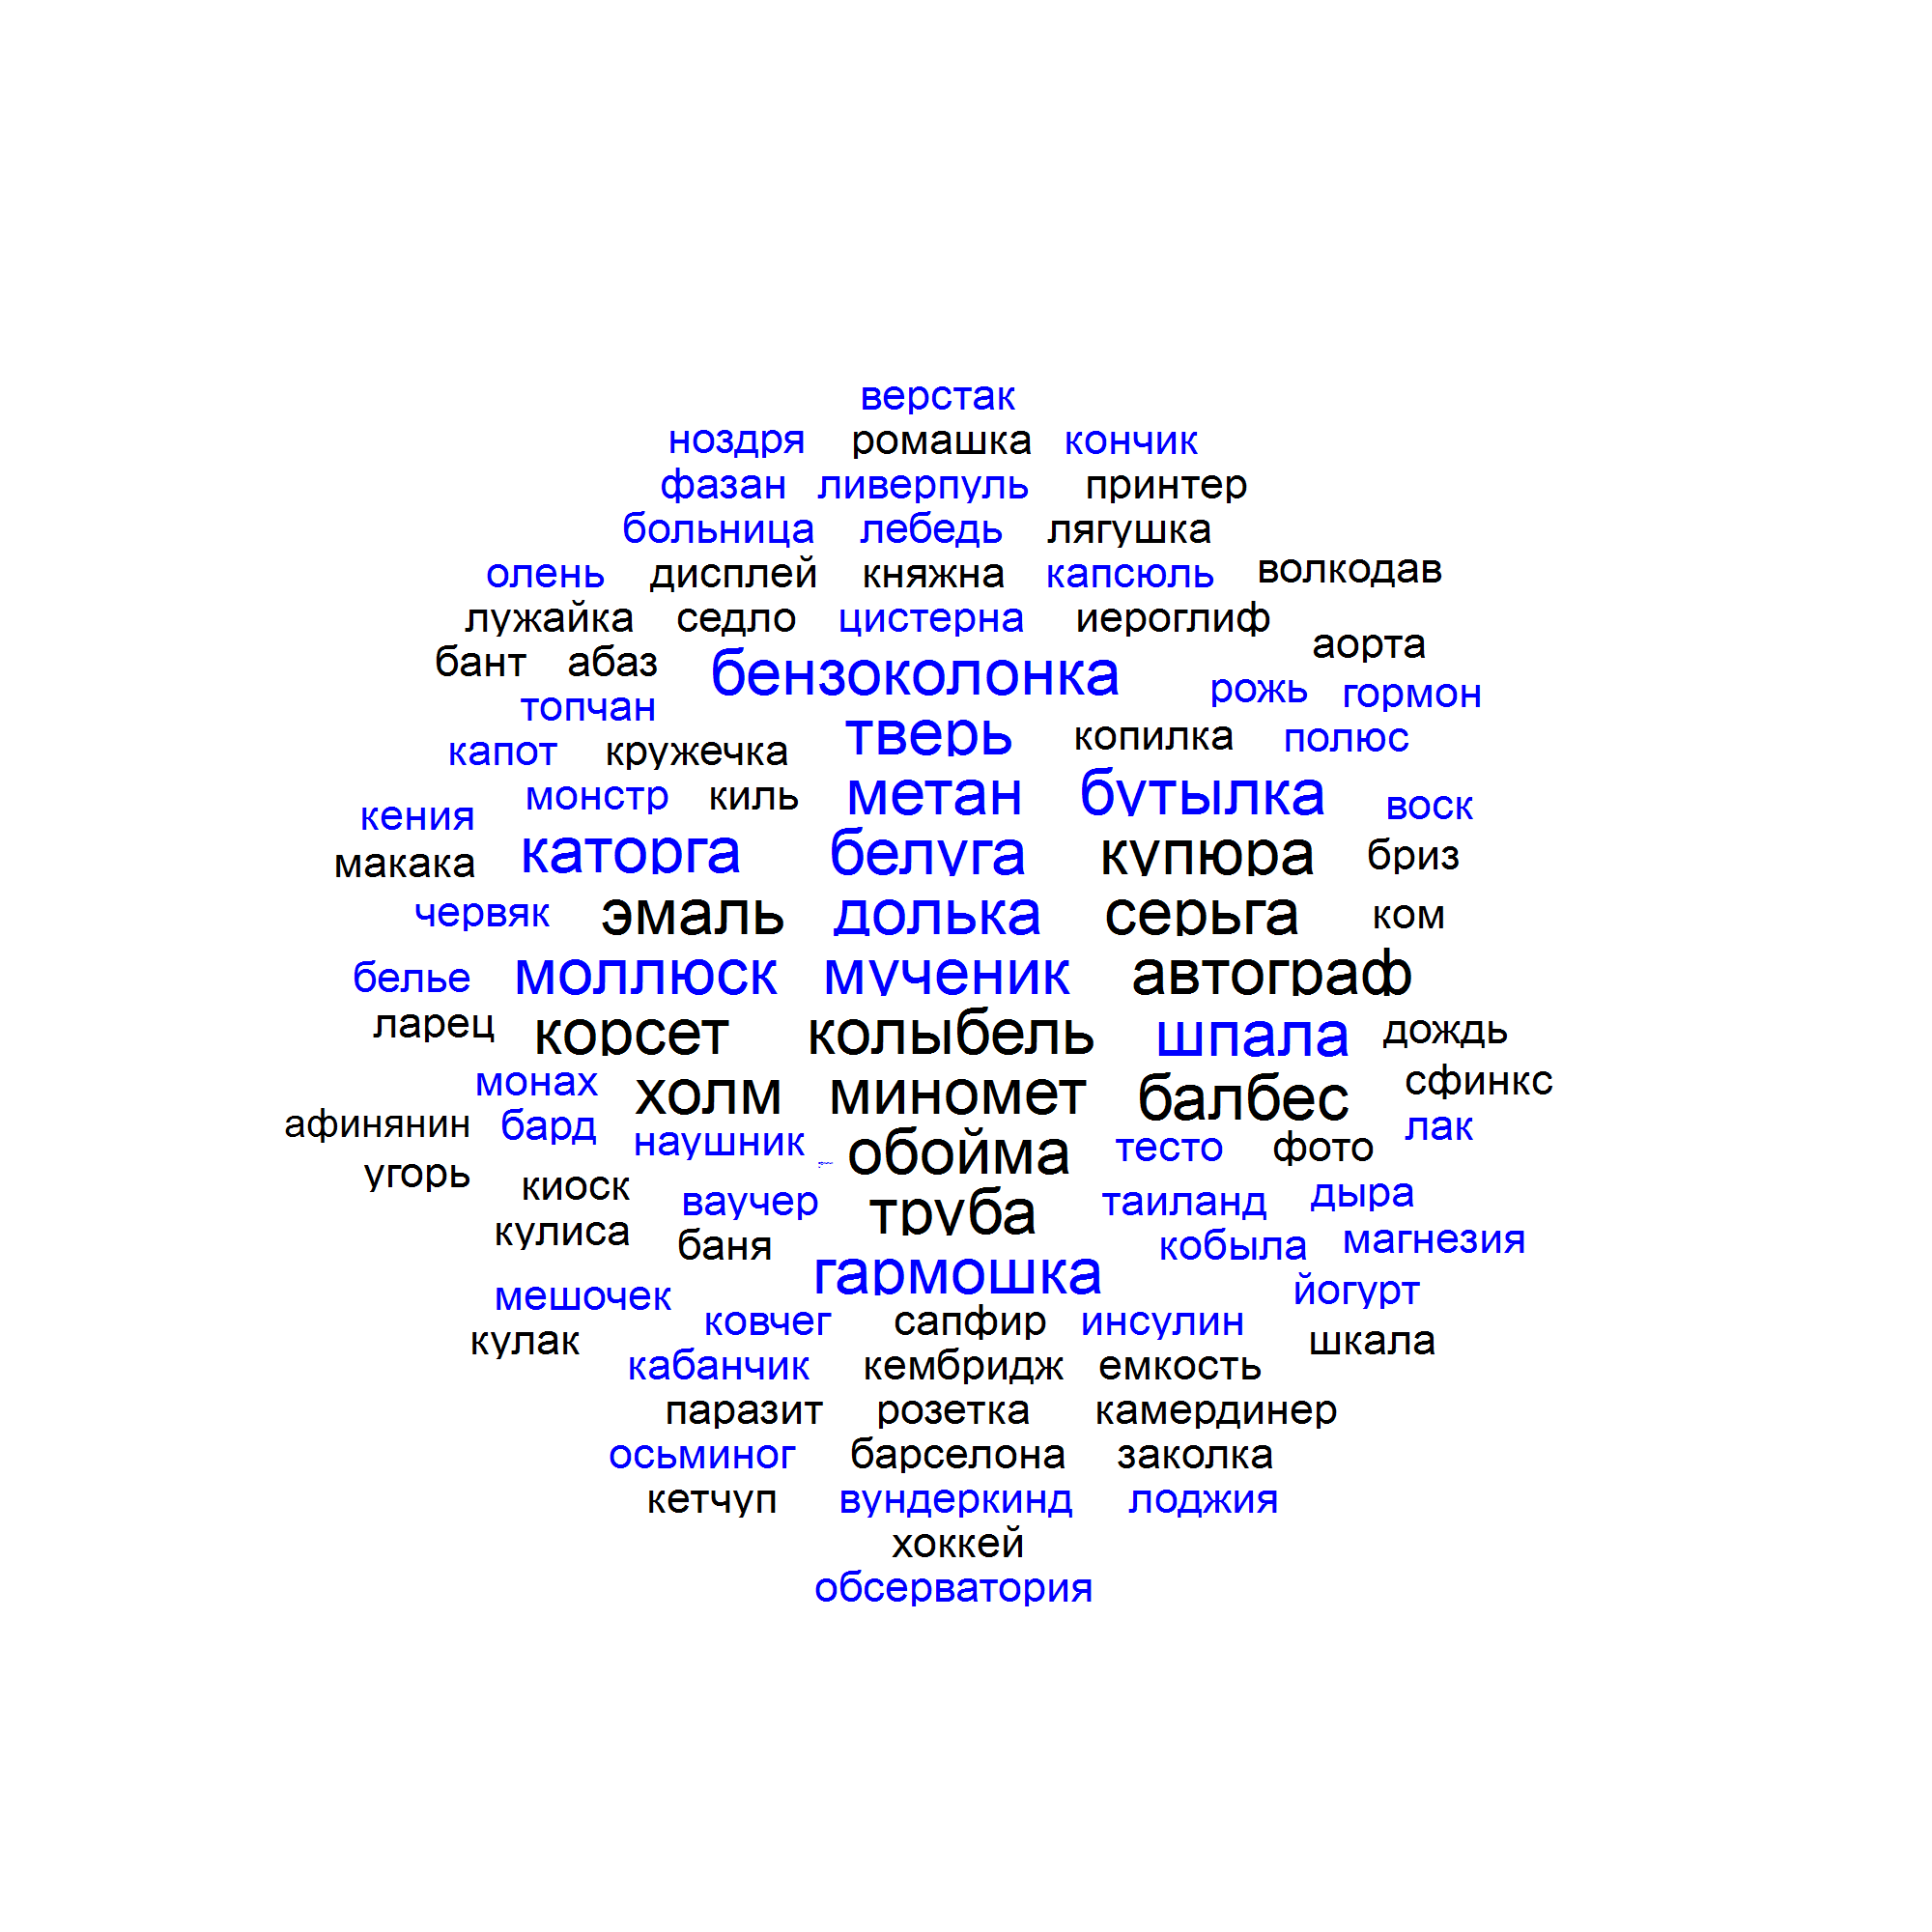 верстак
ноздря ромашка кончик
фазан ливерпуль принтер
больница лебедь лягушка
олень дисплей княжна капсюль волкодав
лужайка седло цистерна иероглиф
аорта
бант абаз бензоколонка рожь гормон
топчан
тверь копилка полюс
капот кружечка
монстр киль метан бутылка воск
кения
макака каторга белуга купюра бриз
червяк эмаль долька серьга ком
белье моллюск мученик автограф
ларец корсет колыбель шпала дождь
монах холм миномет балбес сфинкс
афинянин бард наушник обойма тесто фото лак
угорь киоск ваучер труба таиланд дыра
кулиса баня кобыла магнезия
мешочек гармошка йогурт
кулак ковчег сапфир инсулин шкала
кабанчик кембридж емкость
паразит розетка камердинер
осьминог барселона заколка
кетчуп вундеркинд лоджия
хоккей
обсерватория